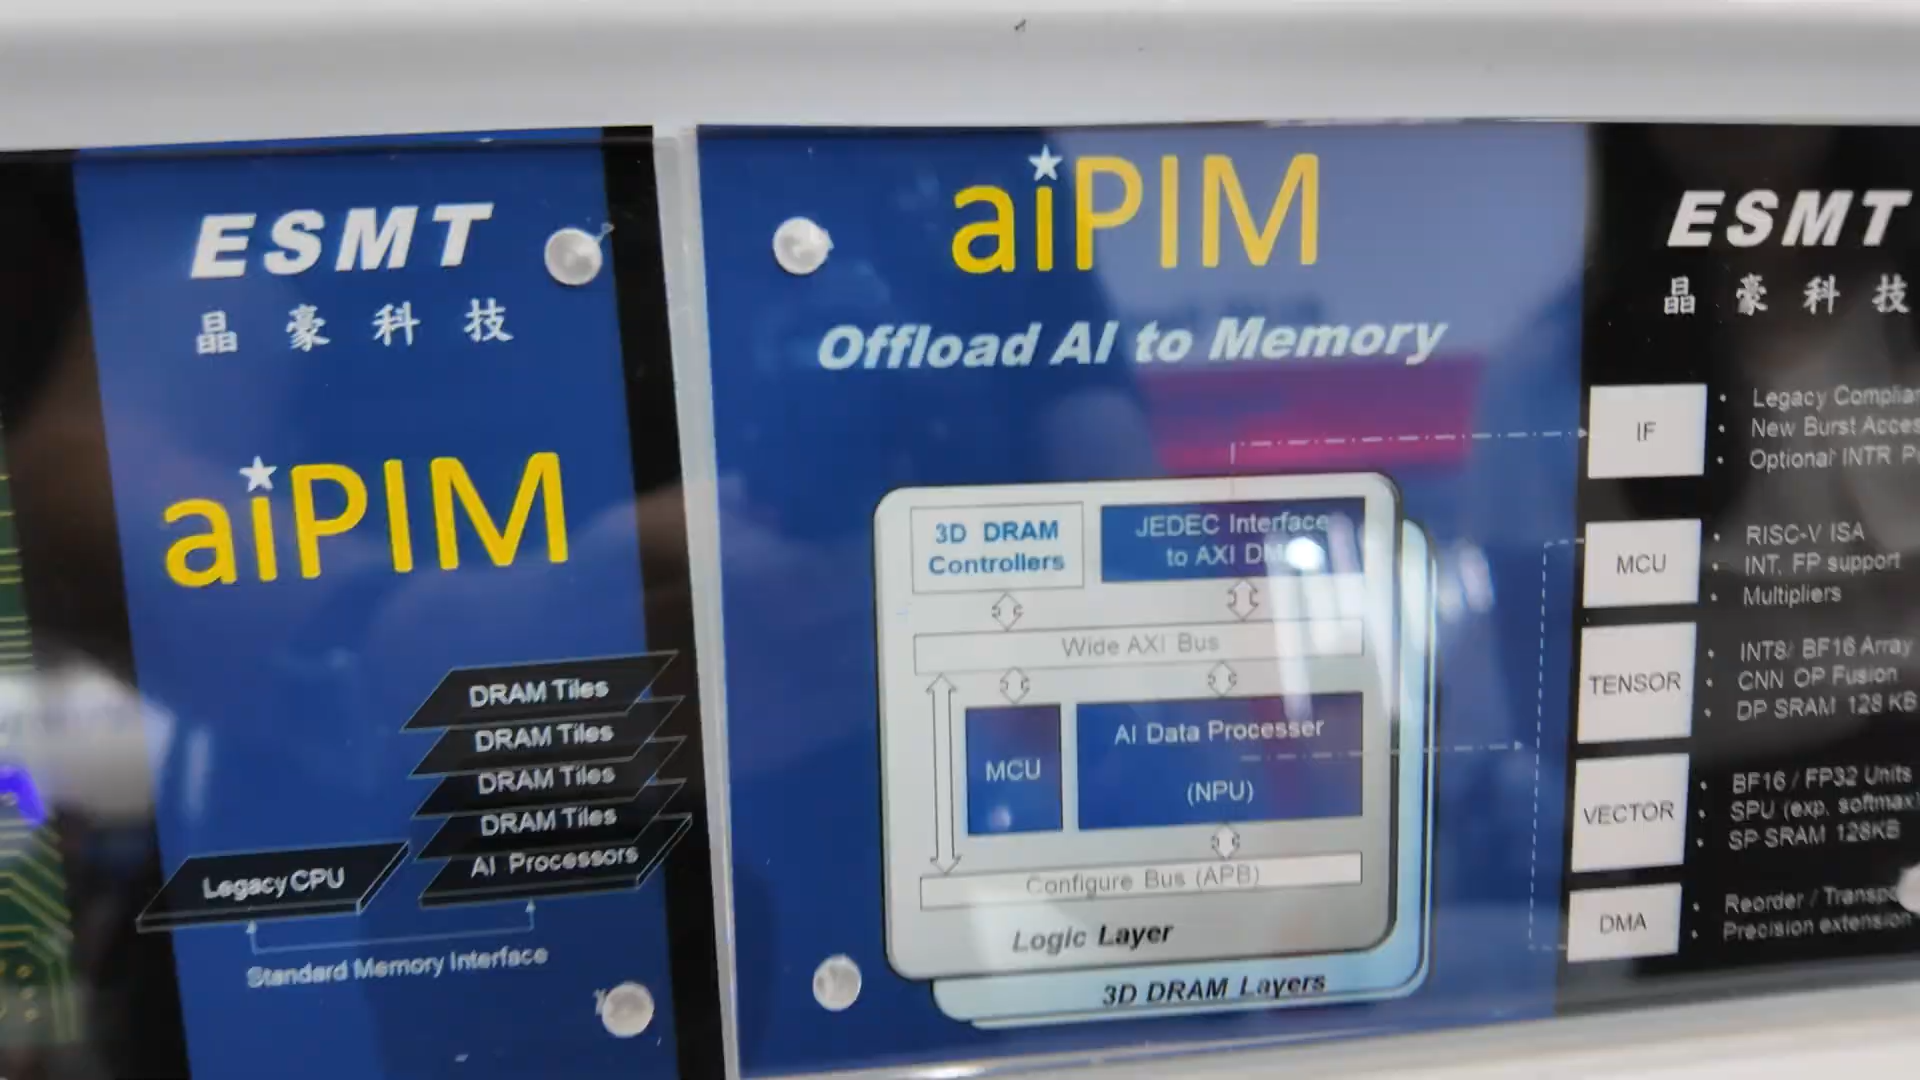 ESMT
晶豪科技
aiPIM
DRAM Tiles
DRAM Tiles
DRAM Tiles
DRAM Tiles
AI Processors
Legacy CPU
Standard Memory Interface
aiPIM
Offload AI to Memory
3D DRAM
Controllers
JEDEC Interface
to AXI
Wide AXI Bus
MCU
AI Data Processer
(NPU)
Configure Bus (APB)
Logic Layer
3D DRAM Layers
ESMT
晶豪科技
IF
• Legacy
• New Burst
• Optional INTR
MCU
• RISC-V ISA
• INT, FP support
• Multipliers
TENSOR
• INT8/ BF16 Array
• CNN OP Fusion
• DP SRAM 128 KB
VECTOR
• BF16 / FP32 Units
• SPU (exp, softmax)
• SP SRAM 128KB
DMA
• Reorder /
• Precision extension